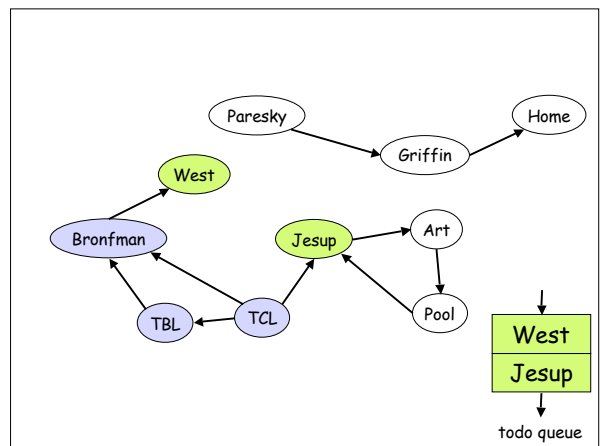 Paresky
Home
Griffin
West
Bronfman
Jesup
Art
TBL
TCL
Pool
West
Jesup
todo queue